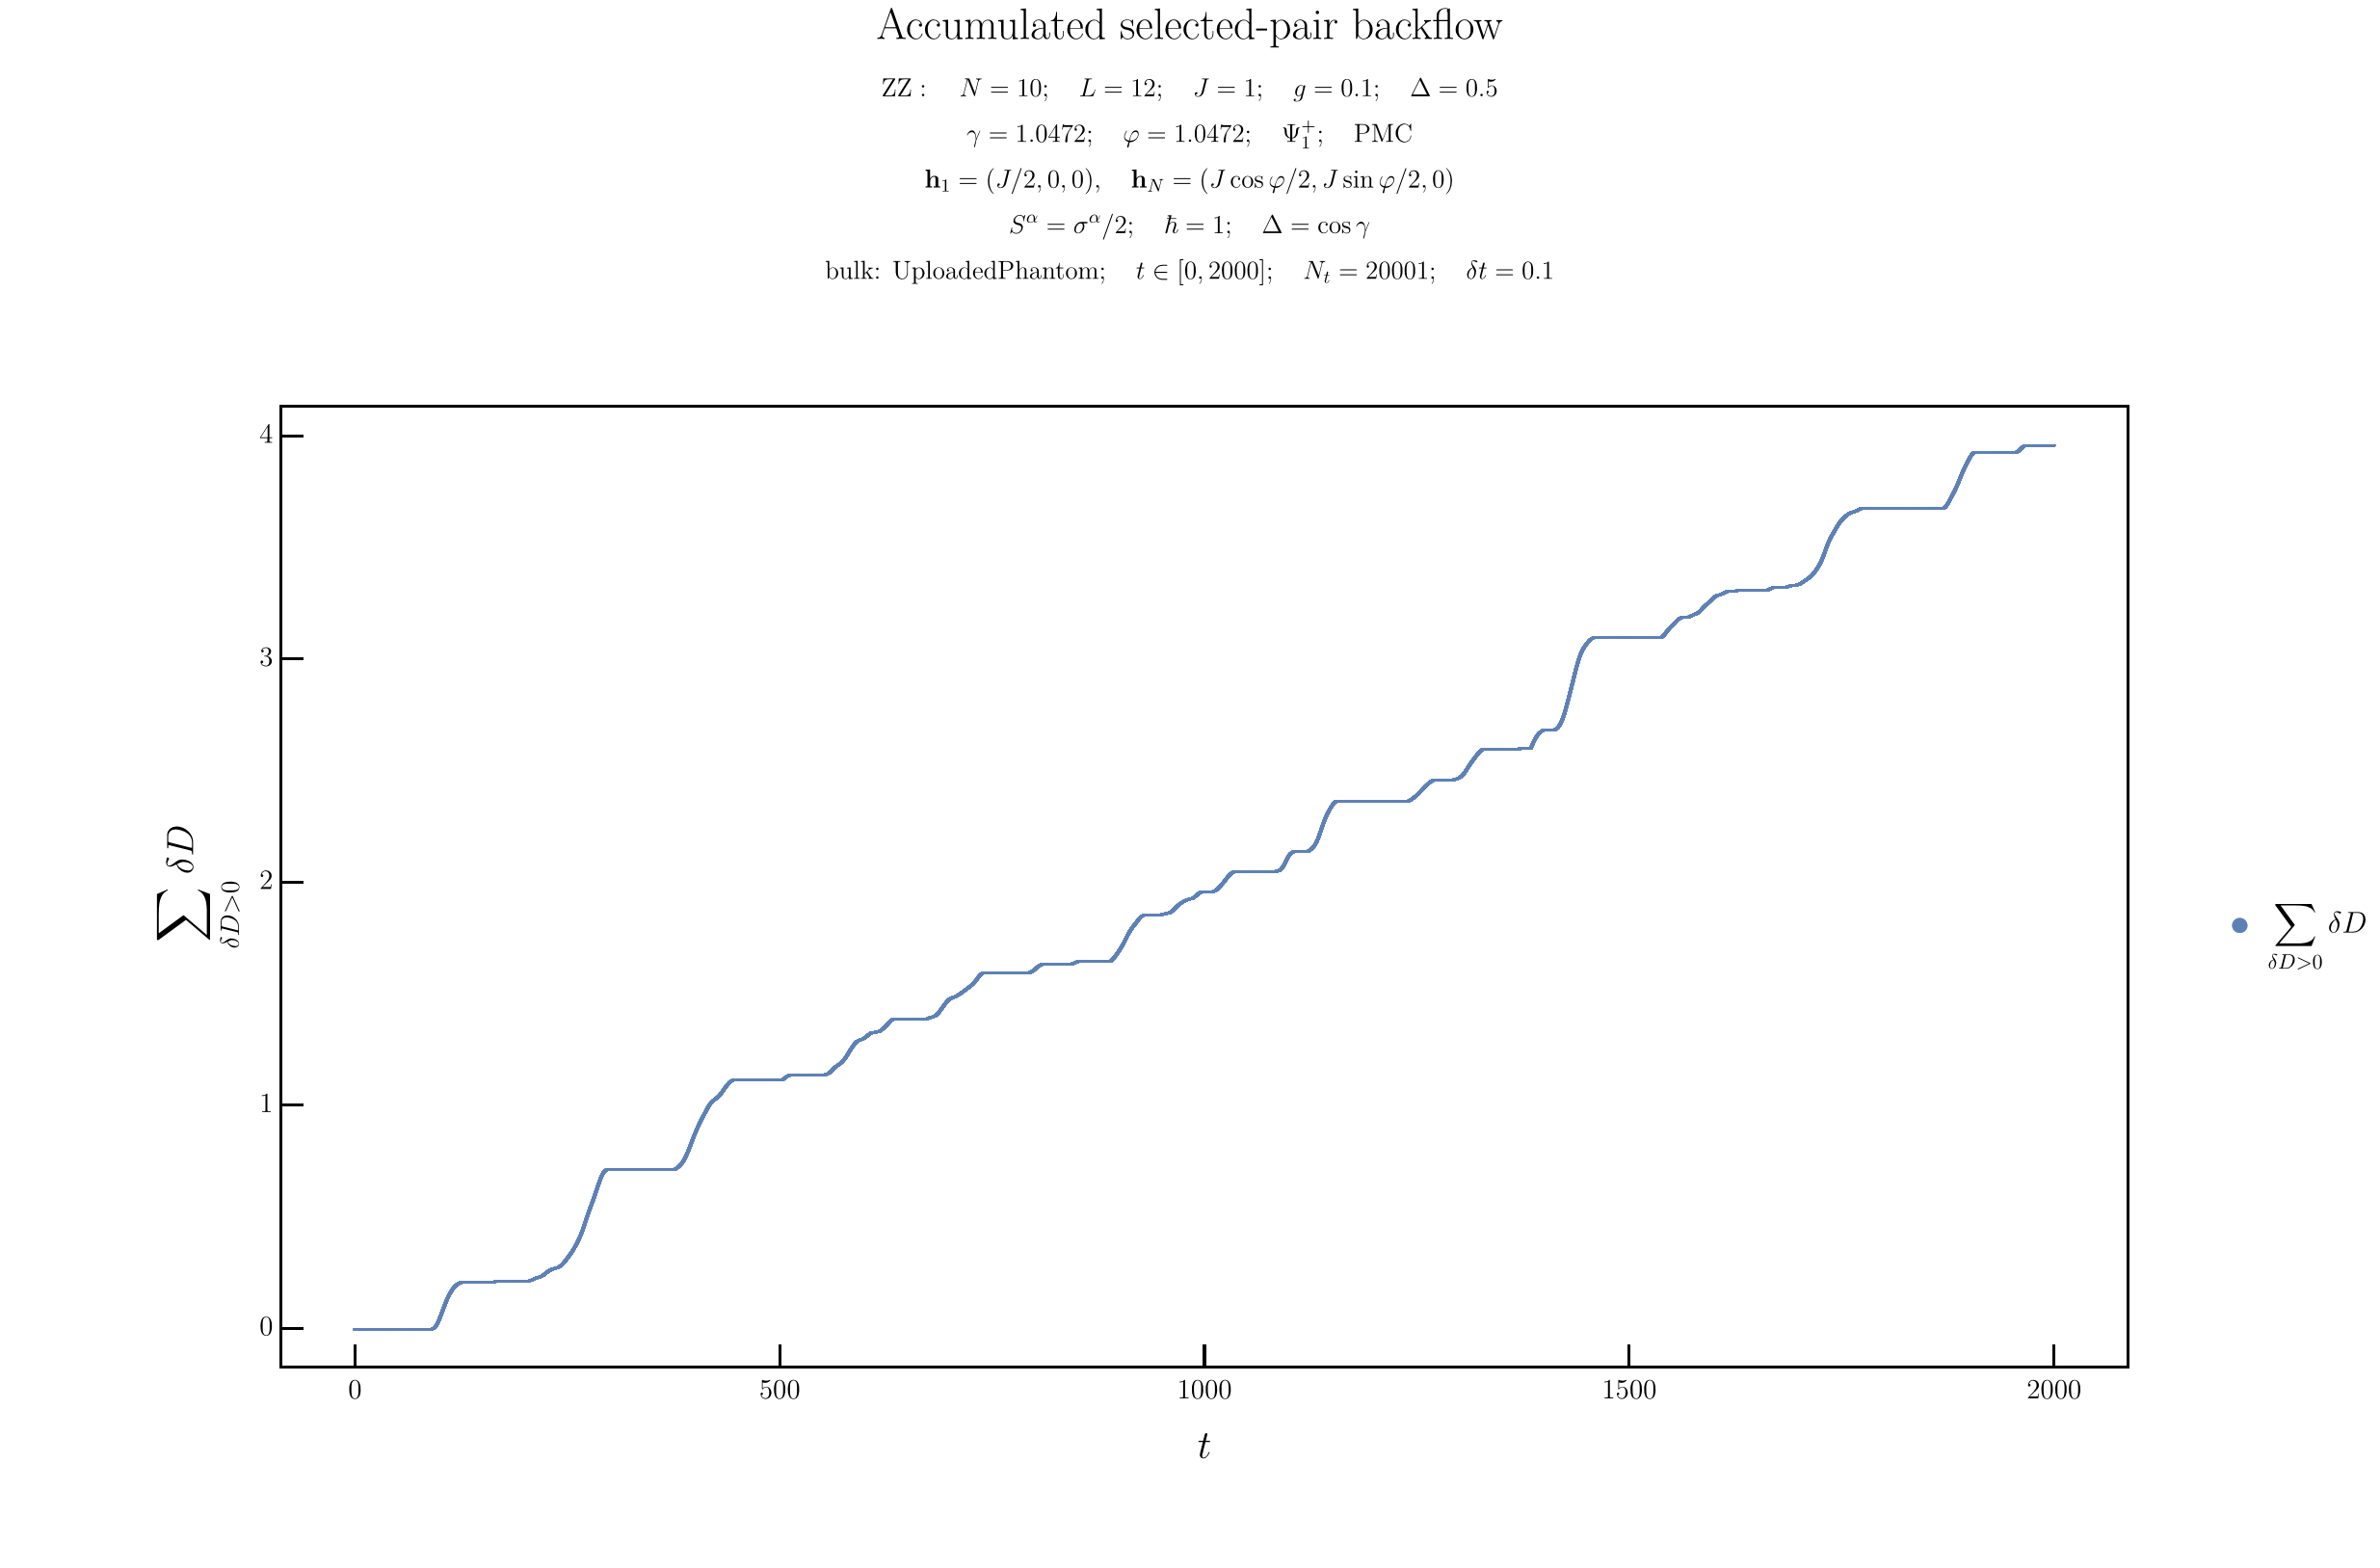 Accumulated selected-pair backflow
ZZ : N = 10; L = 12; J = 1; g = 0.1; Δ = 0.5
γ = 1.0472; φ = 1.0472; Ψ₁⁺; PMC
𝐡₁ = (J/2, 0, 0), 𝐡_N = (J cos φ/2, J sin φ/2, 0)
S^α = σ^α/2; ℏ = 1; Δ = cos γ
bulk: UploadedPhantom; t ∈ [0, 2000]; N_t = 20001; δt = 0.1
∑_{δD>0} δD
4
3
2
1
0
0 500 1000 1500 2000
t
∑_{δD>0} δD